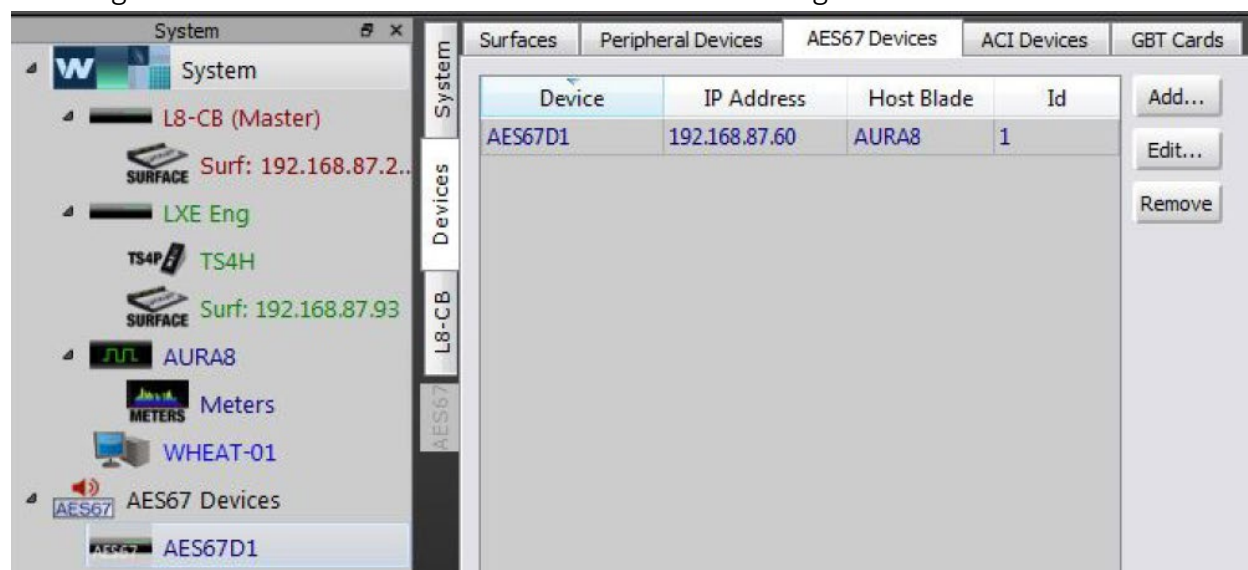 System
System
L8-CB (Master)
SURFACE Surf: 192.168.87.2..
LXE Eng
TS4P TS4H
SURFACE Surf: 192.168.87.93
AURA8
METERS Meters
WHEAT-01
AES67 AES67 Devices
AES67 AES67D1
System
Devices
L8-CB
AES67
Surfaces Peripheral Devices AES67 Devices ACI Devices GBT Cards
Device IP Address Host Blade Id
AES67D1 192.168.87.60 AURA8 1
Add...
Edit...
Remove